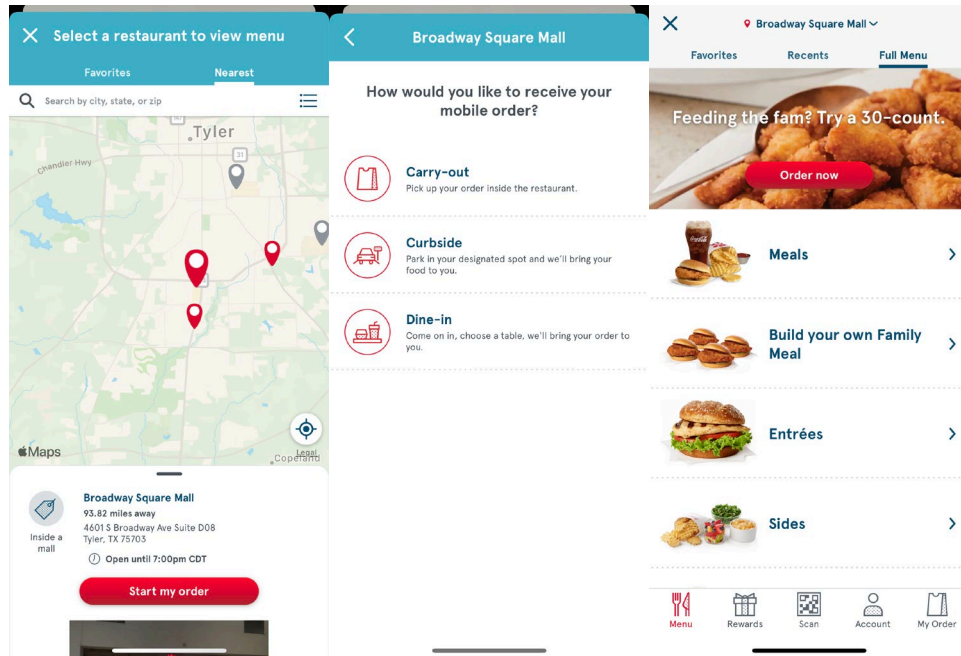 Select a restaurant to view menu
Favorites
Nearest
Search by city, state, or zip
Tyler
31
Chandler Hwy
Maps
Legal
Copeland
Inside a
mall
Broadway Square Mall
93.82 miles away
4601 S Broadway Ave Suite D08
Tyler, TX 75703
Open until 7:00pm CDT
Start my order
Broadway Square Mall
How would you like to receive your
mobile order?
Carry-out
Pick up your order inside the restaurant.
Curbside
Park in your designated spot and we'll bring your
food to you.
Dine-in
Come on in, choose a table, we'll bring your order to
you.
Broadway Square Mall
Favorites
Recents
Full Menu
Feeding the fam? Try a 30-count.
Order now
Coca-Cola
Meals
Build your own Family
Meal
Entrées
Sides
Menu
Rewards
Scan
Account
My Order